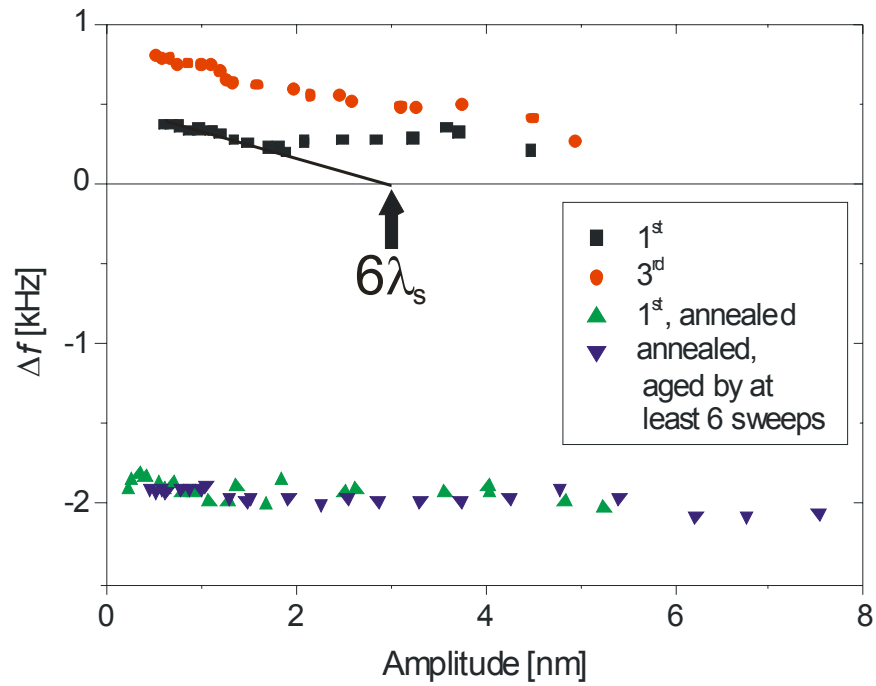 1
0
-1
-2
Δf [kHz]
6λs
1st
3rd
1st, annealed
annealed,
aged by at
least 6 sweeps
0 2 4 6 8
Amplitude [nm]